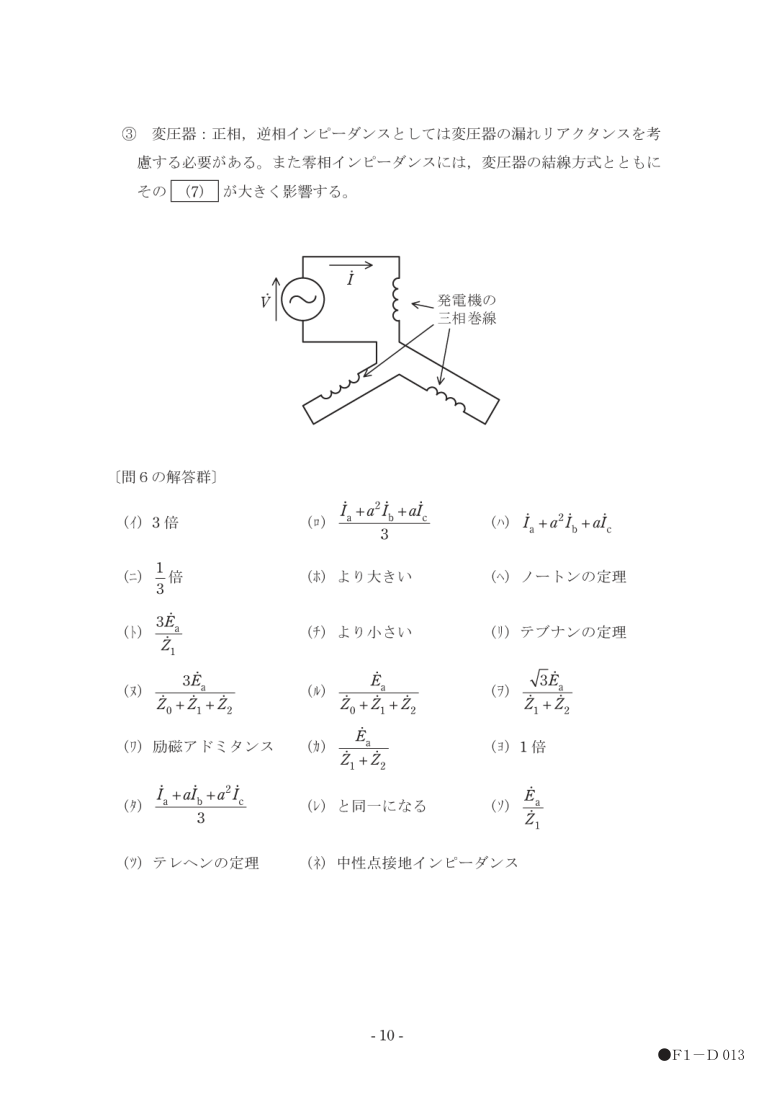 ③ 変圧器：正相，逆相インピーダンスとしては変圧器の漏れリアクタンスを考
慮する必要がある。また零相インピーダンスには，変圧器の結線方式とともに
その (7) が大きく影響する。
İ
V̇
発電機の
三相巻線
〔問６の解答群〕
(ｲ) 3 倍 (ﾛ) (İa + a²İb + aİc)/3 (ﾊ) İa + a²İb + aİc
(ﾆ) 1/3 倍 (ﾎ) より大きい (ﾍ) ノートンの定理
(ﾄ) 3Ėa/Ż1 (ﾁ) より小さい (ﾘ) テブナンの定理
(ﾇ) 3Ėa/(Ż0 + Ż1 + Ż2) (ﾙ) Ėa/(Ż0 + Ż1 + Ż2) (ｦ) √3Ėa/(Ż1 + Ż2)
(ﾜ) 励磁アドミタンス (ｶ) Ėa/(Ż1 + Ż2) (ﾖ) 1 倍
(ﾀ) (İa + aİb + a²İc)/3 (ﾚ) と同一になる (ｿ) Ėa/Ż1
(ﾂ) テレヘンの定理 (ﾈ) 中性点接地インピーダンス
- 10 -
●F1－D 013